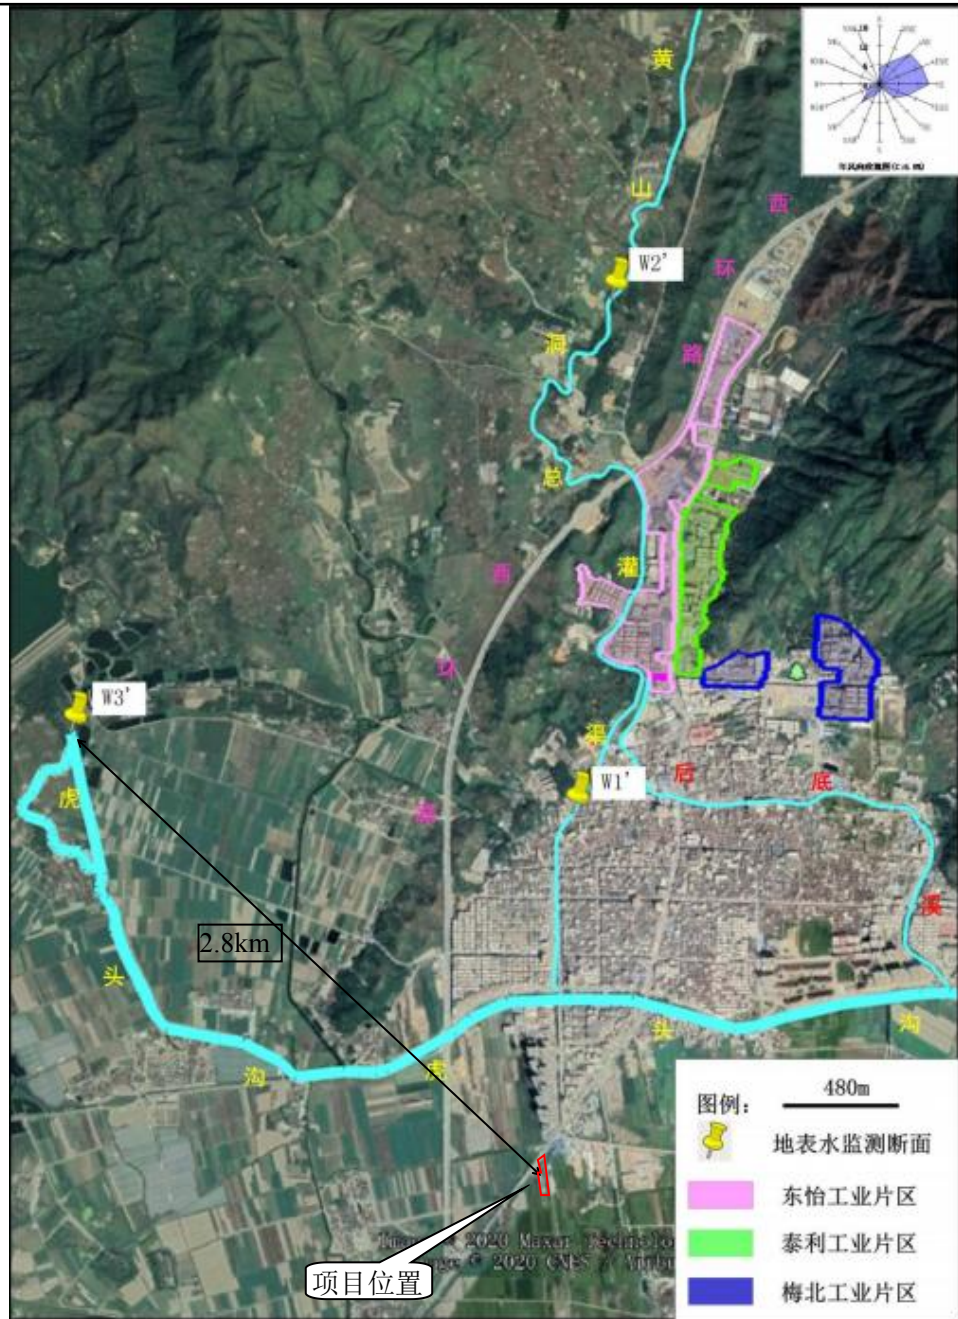 黄
山
洞
总
灌
渠
西
环
路
西
环
路
W2'
W3'
W1'
后
底
溪
虎
头
沟
虎
头
沟
2.8km
项目位置
图例：
480m
地表水监测断面
东怡工业片区
泰利工业片区
梅北工业片区